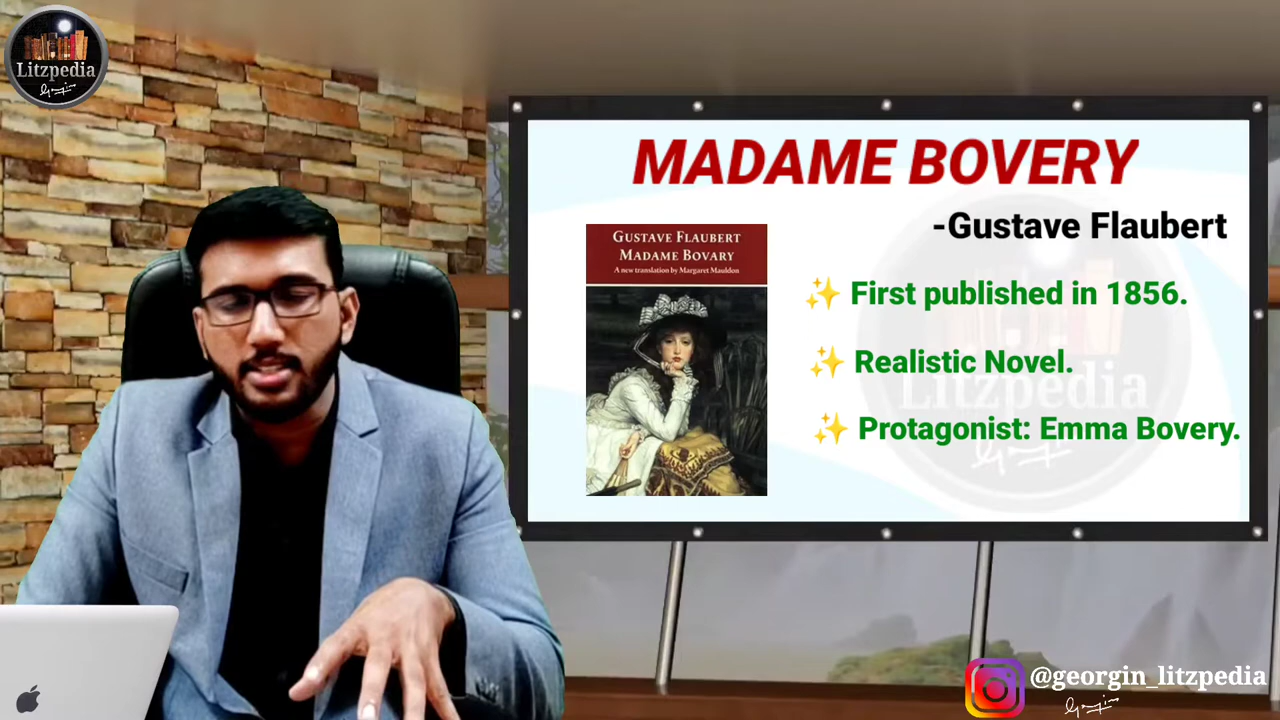 Litzpedia
MADAME BOVERY
-Gustave Flaubert
GUSTAVE FLAUBERT
MADAME BOVARY
A new translation by Margaret Mauldon
✨ First published in 1856.
✨ Realistic Novel.
✨ Protagonist: Emma Bovery.
Litzpedia
@georgin_litzpedia